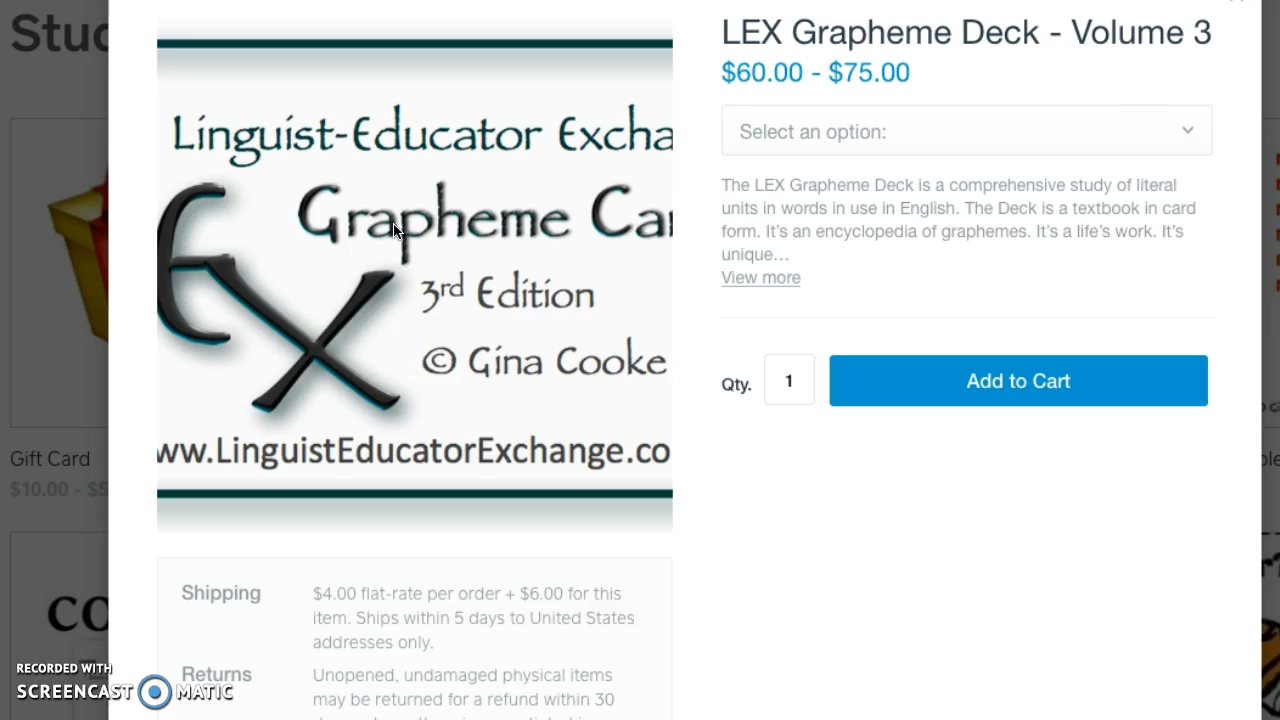 Stud
LEX Grapheme Deck - Volume 3
$60.00 - $75.00
Linguist-Educator Excha
Select an option:
Grapheme Car
The LEX Grapheme Deck is a comprehensive study of literal
units in words in use in English. The Deck is a textbook in card
form. It's an encyclopedia of graphemes. It's a life's work. It's
unique…
View more
Ex
3rd Edition
© Gina Cooke
Qty.
1
Add to Cart
ww.LinguistEducatorExchange.co
Gift Card
$10.00 - $5
Shipping
$4.00 flat-rate per order + $6.00 for this
item. Ships within 5 days to United States
addresses only.
Returns
Unopened, undamaged physical items
may be returned for a refund within 30
CO
RECORDED WITH
SCREENCAST MATIC